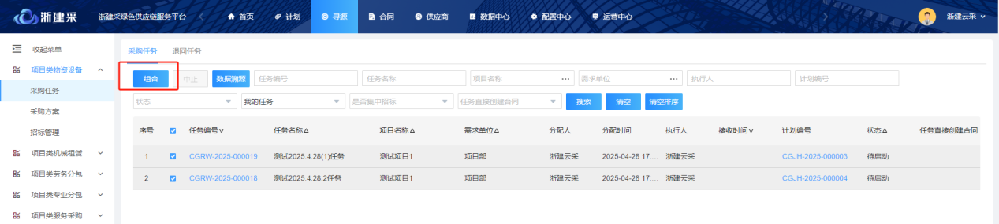 浙建采 浙建采绿色供应链服务平台 首页 计划 寻源 合同 供应商 数据中心 配置中心 运营中心 浙建云采
收起菜单
项目类物资设备
采购任务
采购方案
招标管理
项目类机械租赁
项目类劳务分包
项目类专业分包
项目类服务采购
采购任务 退回任务
组合 中止 数据溯源 任务编号 任务名称 项目名称 ... 需求单位 ... 执行人 计划编号
状态 我的任务 是否集中招标 任务直接创建合同 搜索 清空 清空排序
序号 任务编号 任务名称 项目名称 需求单位 分配人 分配时间 执行人 接收时间 计划编号 状态 任务直接创建合同
1 CGRW-2025-000019 测试2025.4.28(1)任务 测试项目1 项目部 浙建云采 2025-04-28 17:... 浙建云采 CGJH-2025-000003 待启动
2 CGRW-2025-000018 测试2025.4.28.2任务 测试项目1 项目部 浙建云采 2025-04-28 17:... 浙建云采 CGJH-2025-000004 待启动